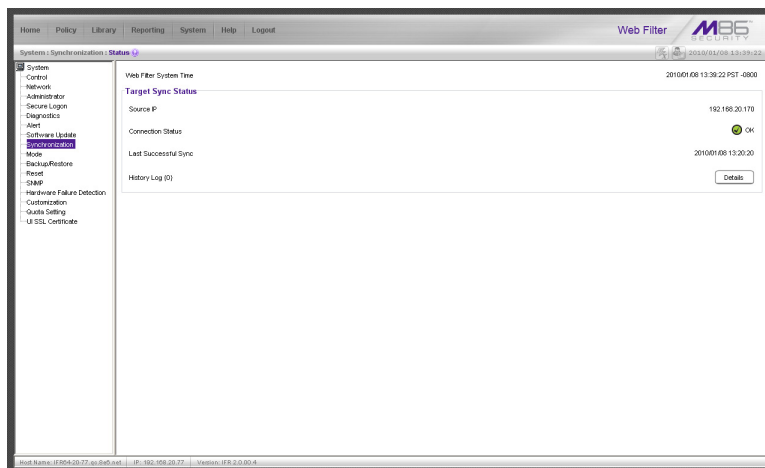 Home Policy Library Reporting System Help Logout
Web Filter
M86 SECURITY
System : Synchronization : Status
2010/01/08 13:39:22
System
Control
Network
Administrator
Secure Logon
Diagnostics
Alert
Software Update
Synchronization
Mode
Backup/Restore
Reset
SNMP
Hardware Failure Detection
Customization
Quota Setting
UI SSL Certificate
Web Filter System Time 2010/01/08 13:39:22 PST -0800
Target Sync Status
Source IP 192.168.20.170
Connection Status OK
Last Successful Sync 2010/01/08 13:20:20
History Log (0) Details
Host Name: IFR64-20-77.qc.8e6.net IP: 192.168.20.77 Version: IFR 2.0.00.4